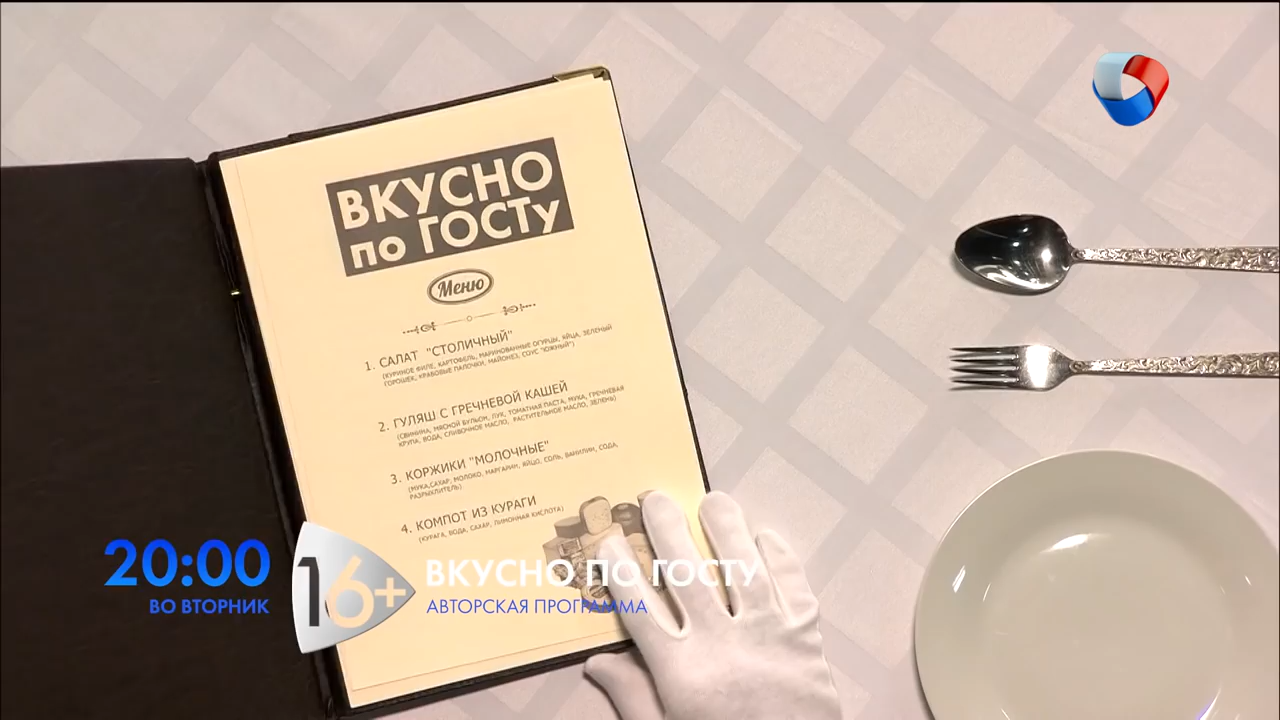 ВКУСНО
по ГОСТу
Меню
1. САЛАТ "СТОЛИЧНЫЙ"
(КУРИНОЕ ФИЛЕ, КАРТОФЕЛЬ, МАРИНОВАННЫЕ ОГУРЦЫ, ЯЙЦА, ЗЕЛЕНЫЙ
ГОРОШЕК, КРАБОВЫЕ ПАЛОЧКИ, МАЙОНЕЗ, СОУС "ЮЖНЫЙ")
2. ГУЛЯШ С ГРЕЧНЕВОЙ КАШЕЙ
(СВИНИНА, МЯСНОЙ БУЛЬОН, ЛУК, ТОМАТНАЯ ПАСТА, МУКА, ГРЕЧНЕВАЯ
КРУПА, ВОДА, СЛИВОЧНОЕ МАСЛО, РАСТИТЕЛЬНОЕ МАСЛО, ЗЕЛЕНЬ)
3. КОРЖИКИ "МОЛОЧНЫЕ"
(МУКА,САХАР, МОЛОКО, МАРГАРИН, ЯЙЦО, СОЛЬ, ВАНИЛИН, СОДА,
РАЗРЫХЛИТЕЛЬ)
4. КОМПОТ ИЗ КУРАГИ
(КУРАГА, ВОДА, САХАР, ЛИМОННАЯ КИСЛОТА)
20:00
ВО ВТОРНИК
16+
ВКУСНО ПО ГОСТУ
АВТОРСКАЯ ПРОГРАММА